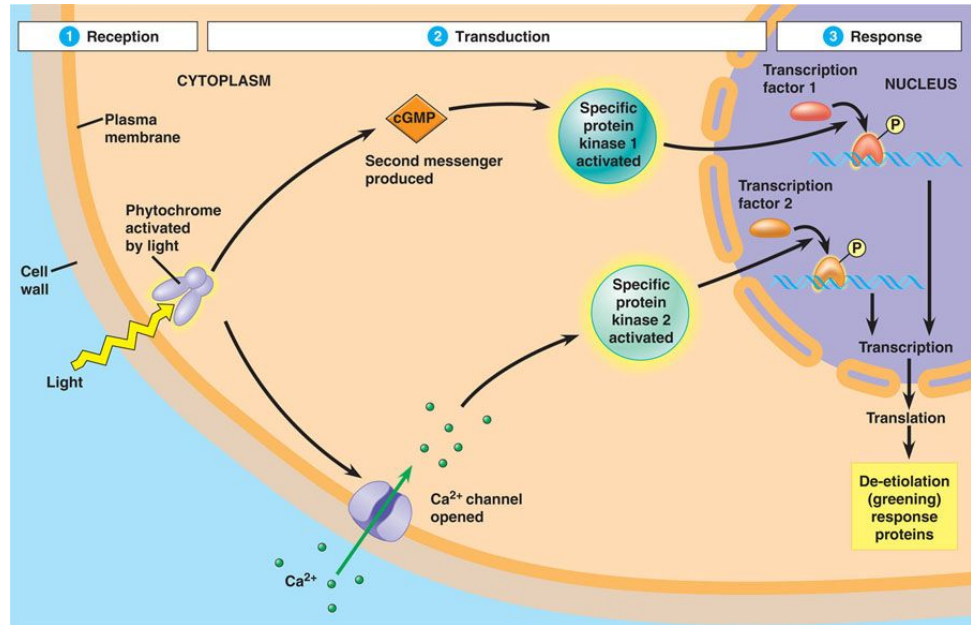 1 Reception
2 Transduction
3 Response
CYTOPLASM
NUCLEUS
Plasma
membrane
cGMP
Second messenger
produced
Specific
protein
kinase 1
activated
Transcription
factor 1
P
Phytochrome
activated
by light
Cell
wall
Light
Transcription
factor 2
P
Specific
protein
kinase 2
activated
Transcription
Translation
De-etiolation
(greening)
response
proteins
Ca²⁺ channel
opened
Ca²⁺